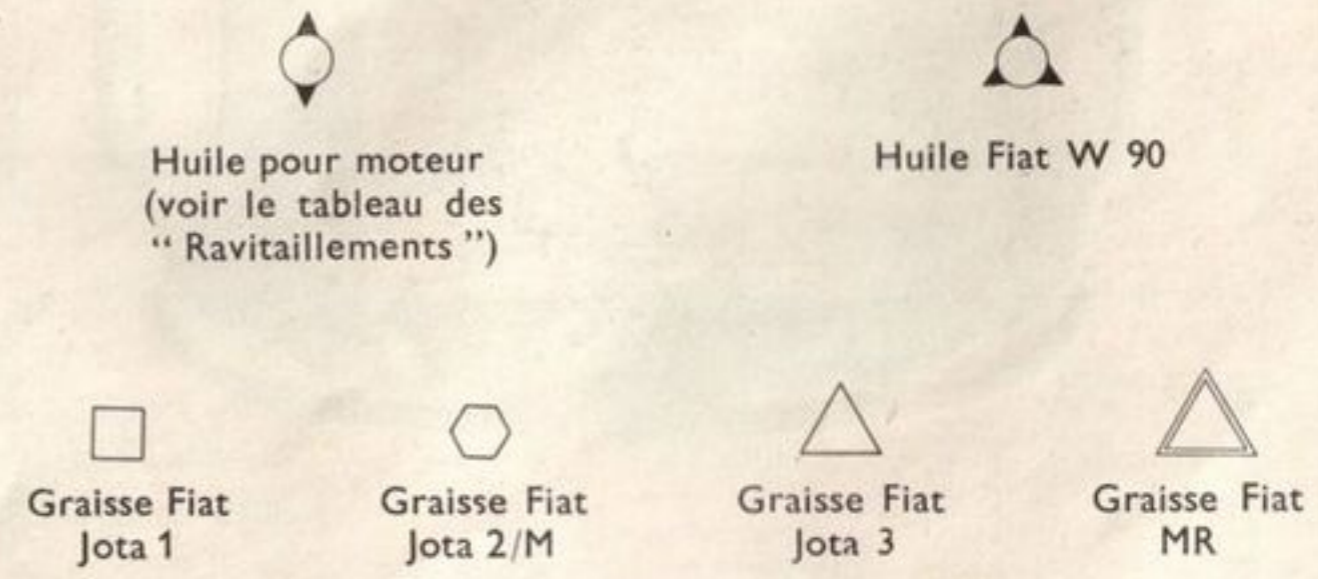 Huile pour moteur
(voir le tableau des
“ Ravitaillements ”)
Huile Fiat W 90
Graisse Fiat
Jota 1
Graisse Fiat
Jota 2/M
Graisse Fiat
Jota 3
Graisse Fiat
MR